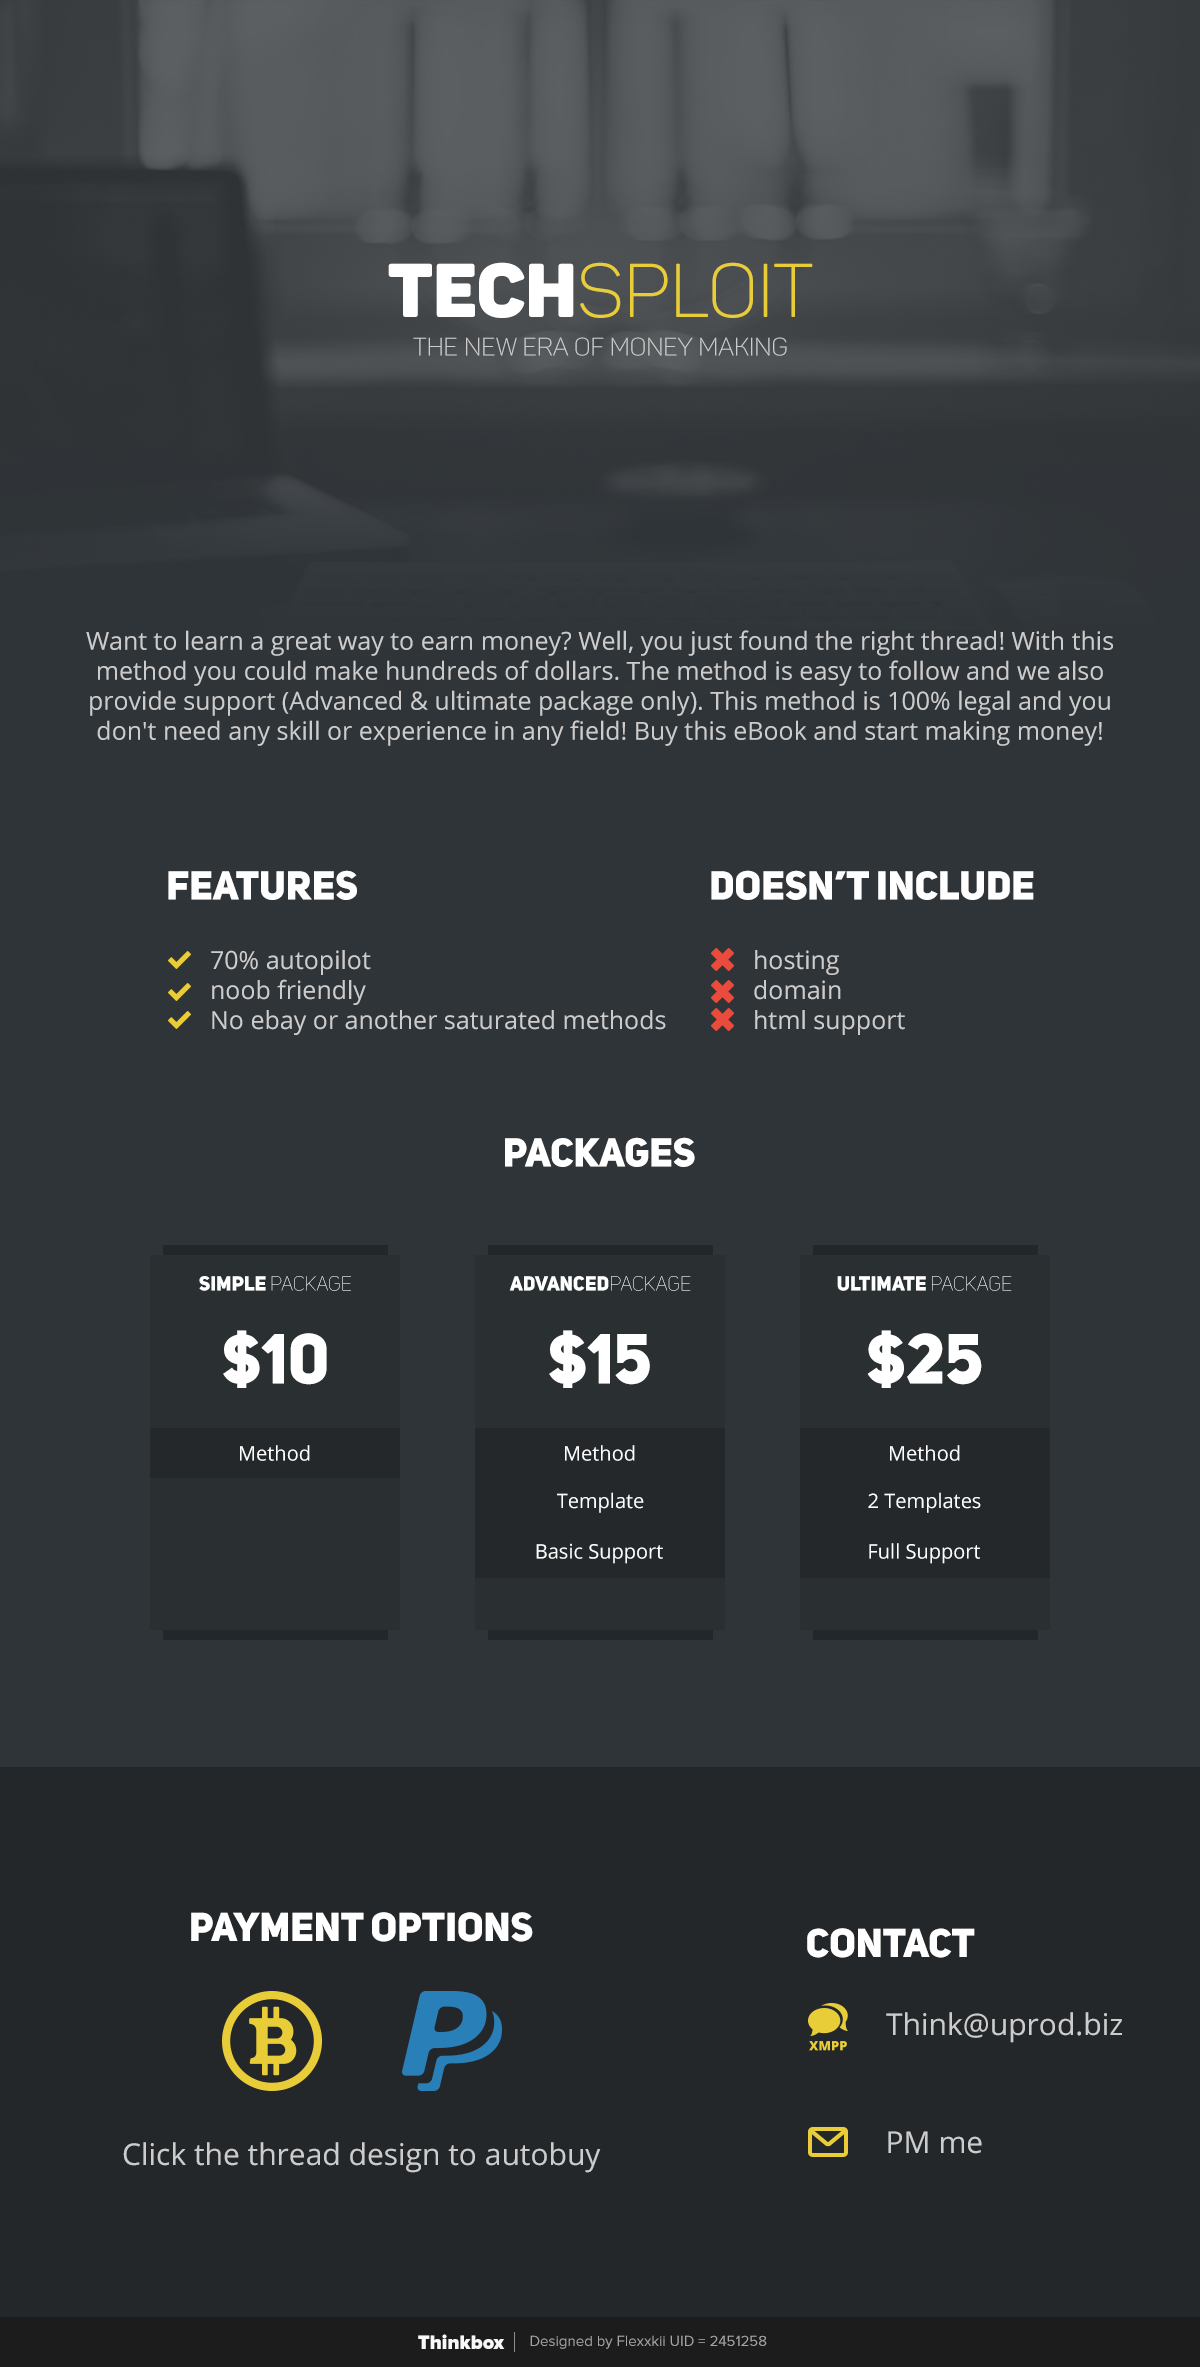 TECHSPLOIT
THE NEW ERA OF MONEY MAKING
Want to learn a great way to earn money? Well, you just found the right thread! With this
method you could make hundreds of dollars. The method is easy to follow and we also
provide support (Advanced & ultimate package only). This method is 100% legal and you
don't need any skill or experience in any field! Buy this eBook and start making money!
FEATURES
70% autopilot
noob friendly
No ebay or another saturated methods
DOESN'T INCLUDE
hosting
domain
html support
PACKAGES
SIMPLE PACKAGE
$10
Method
ADVANCEDPACKAGE
$15
Method
Template
Basic Support
ULTIMATE PACKAGE
$25
Method
2 Templates
Full Support
PAYMENT OPTIONS
Click the thread design to autobuy
CONTACT
XMPP
Think@uprod.biz
PM me
Thinkbox | Designed by Flexxkii UID = 2451258